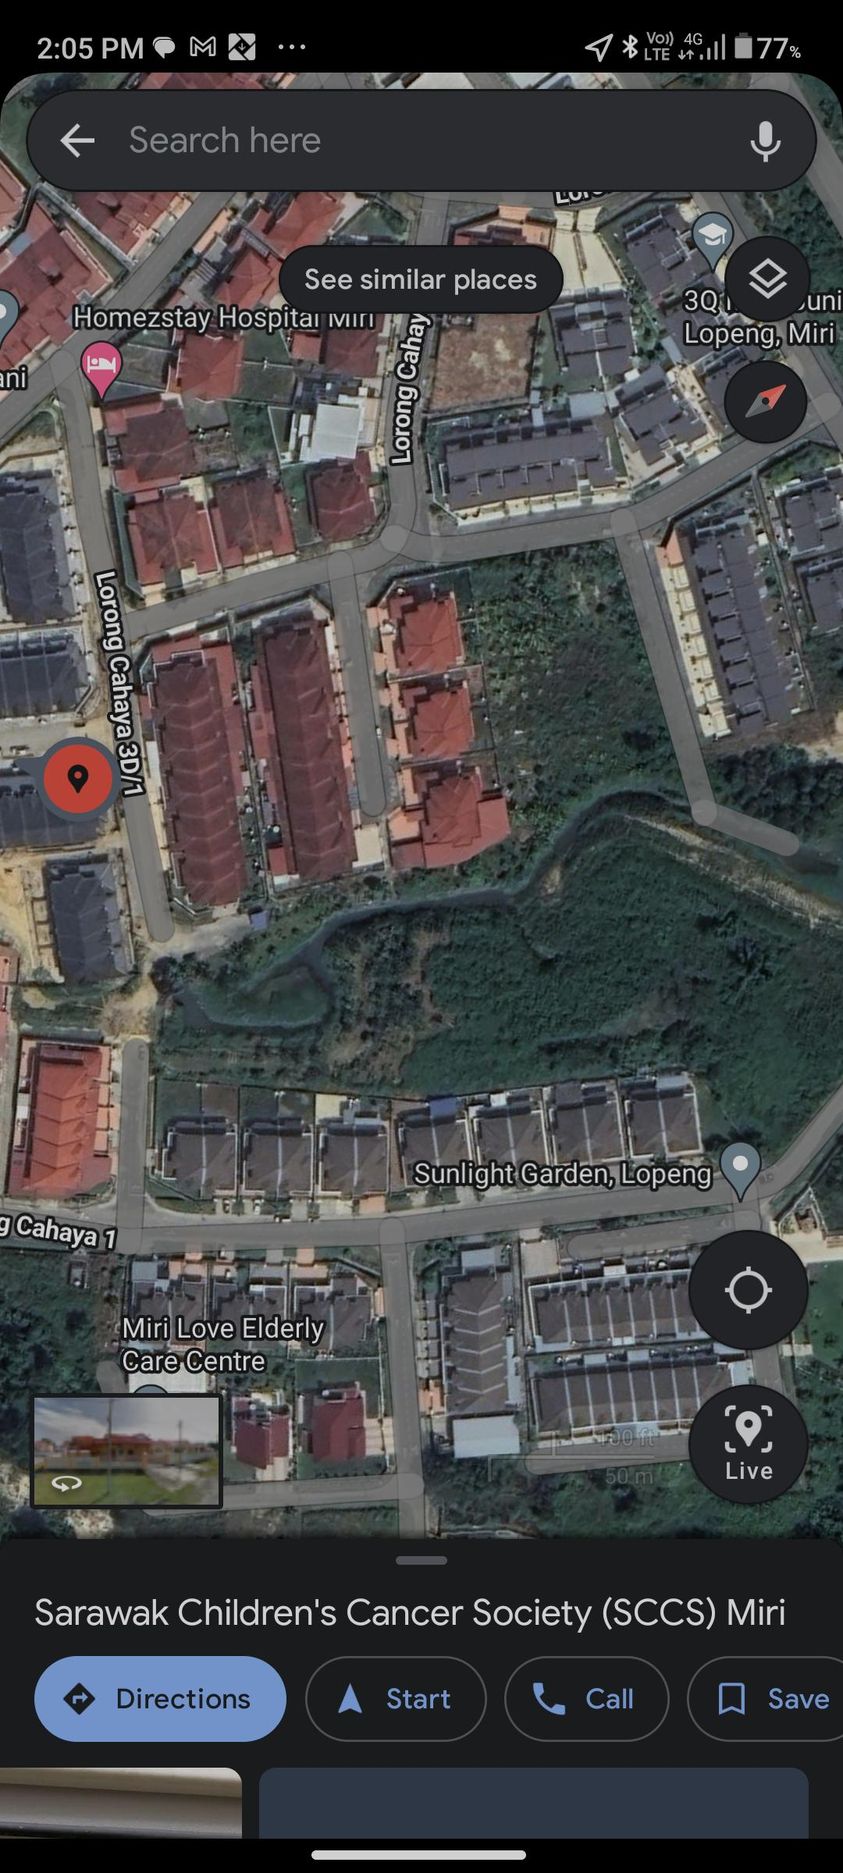 2:05 PM
Vo)) LTE 4G 77%
Search here
See similar places
Homezstay Hospital Miri
3Q
Lopeng, Miri
ani
Lorong Cahay
Lorong Cahaya 3D/1
Sunlight Garden, Lopeng
g Cahaya 1
Miri Love Elderly
Care Centre
100 ft
50 m
Live
Sarawak Children's Cancer Society (SCCS) Miri
Directions
Start
Call
Save